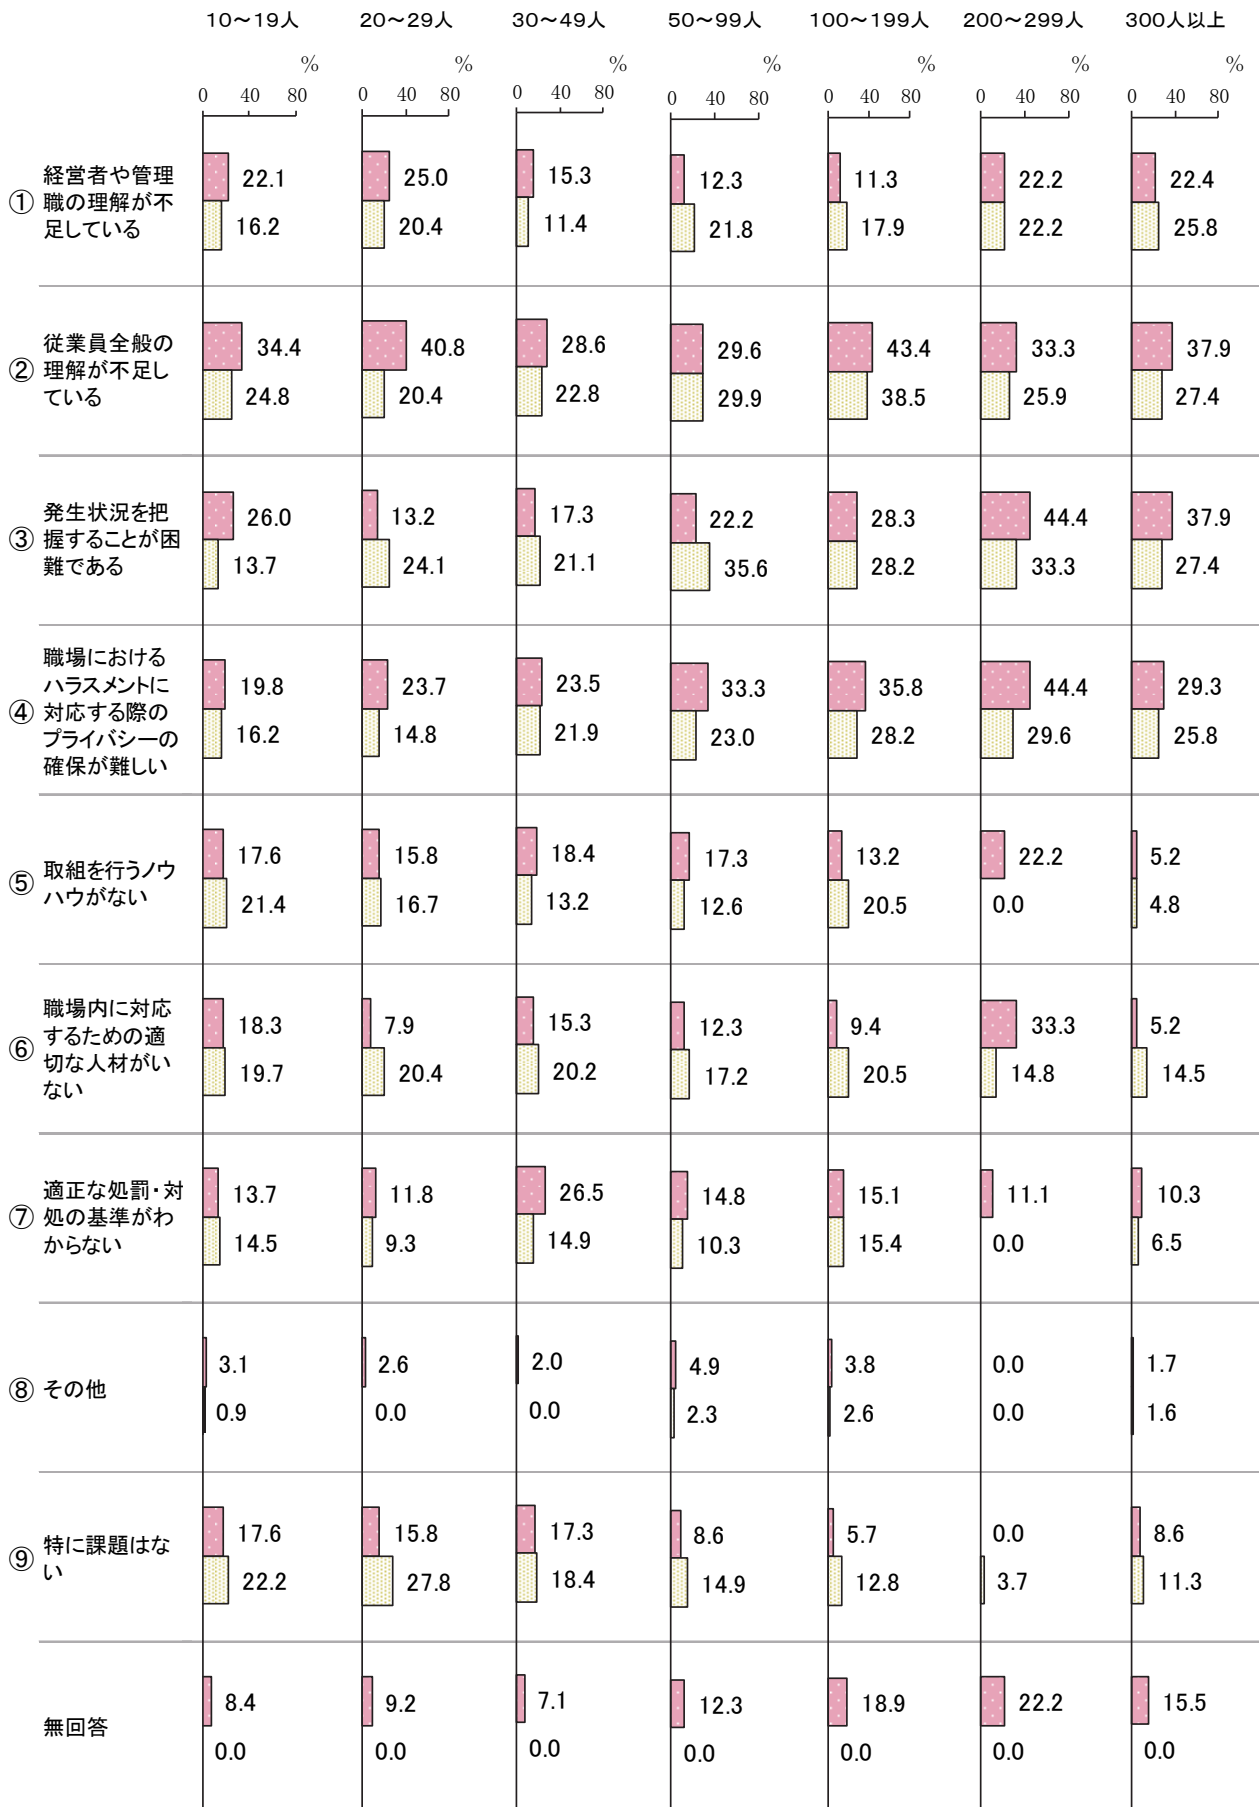 10～19人 20～29人 30～49人 50～99人 100～199人 200～299人 300人以上
% % % % % % %
0 40 80 0 40 80 0 40 80 0 40 80 0 40 80 0 40 80 0 40 80
① 経営者や管理
職の理解が不
足している
22.1 25.0 15.3 12.3 11.3 22.2 22.4
16.2 20.4 11.4 21.8 17.9 22.2 25.8
② 従業員全般の
理解が不足し
ている
34.4 40.8 28.6 29.6 43.4 33.3 37.9
24.8 20.4 22.8 29.9 38.5 25.9 27.4
③ 発生状況を把
握することが困
難である
26.0 13.2 17.3 22.2 28.3 44.4 37.9
13.7 24.1 21.1 35.6 28.2 33.3 27.4
④ 職場における
ハラスメントに
対応する際の
プライバシーの
確保が難しい
19.8 23.7 23.5 33.3 35.8 44.4 29.3
16.2 14.8 21.9 23.0 28.2 29.6 25.8
⑤ 取組を行うノウ
ハウがない
17.6 15.8 18.4 17.3 13.2 22.2 5.2
21.4 16.7 13.2 12.6 20.5 0.0 4.8
⑥ 職場内に対応
するための適
切な人材がい
ない
18.3 7.9 15.3 12.3 9.4 33.3 5.2
19.7 20.4 20.2 17.2 20.5 14.8 14.5
⑦ 適正な処罰・対
処の基準がわ
からない
13.7 11.8 26.5 14.8 15.1 11.1 10.3
14.5 9.3 14.9 10.3 15.4 0.0 6.5
⑧ その他
3.1 2.6 2.0 4.9 3.8 0.0 1.7
0.9 0.0 0.0 2.3 2.6 0.0 1.6
⑨ 特に課題はな
い
17.6 15.8 17.3 8.6 5.7 0.0 8.6
22.2 27.8 18.4 14.9 12.8 3.7 11.3
無回答
8.4 9.2 7.1 12.3 18.9 22.2 15.5
0.0 0.0 0.0 0.0 0.0 0.0 0.0